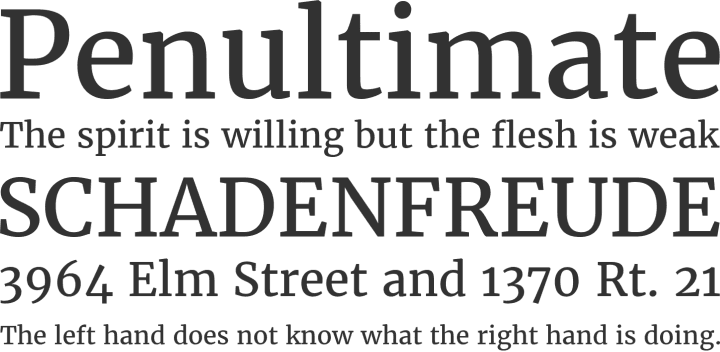 Penultimate
The spirit is willing but the flesh is weak
SCHADENFREUDE
3964 Elm Street and 1370 Rt. 21
The left hand does not know what the right hand is doing.